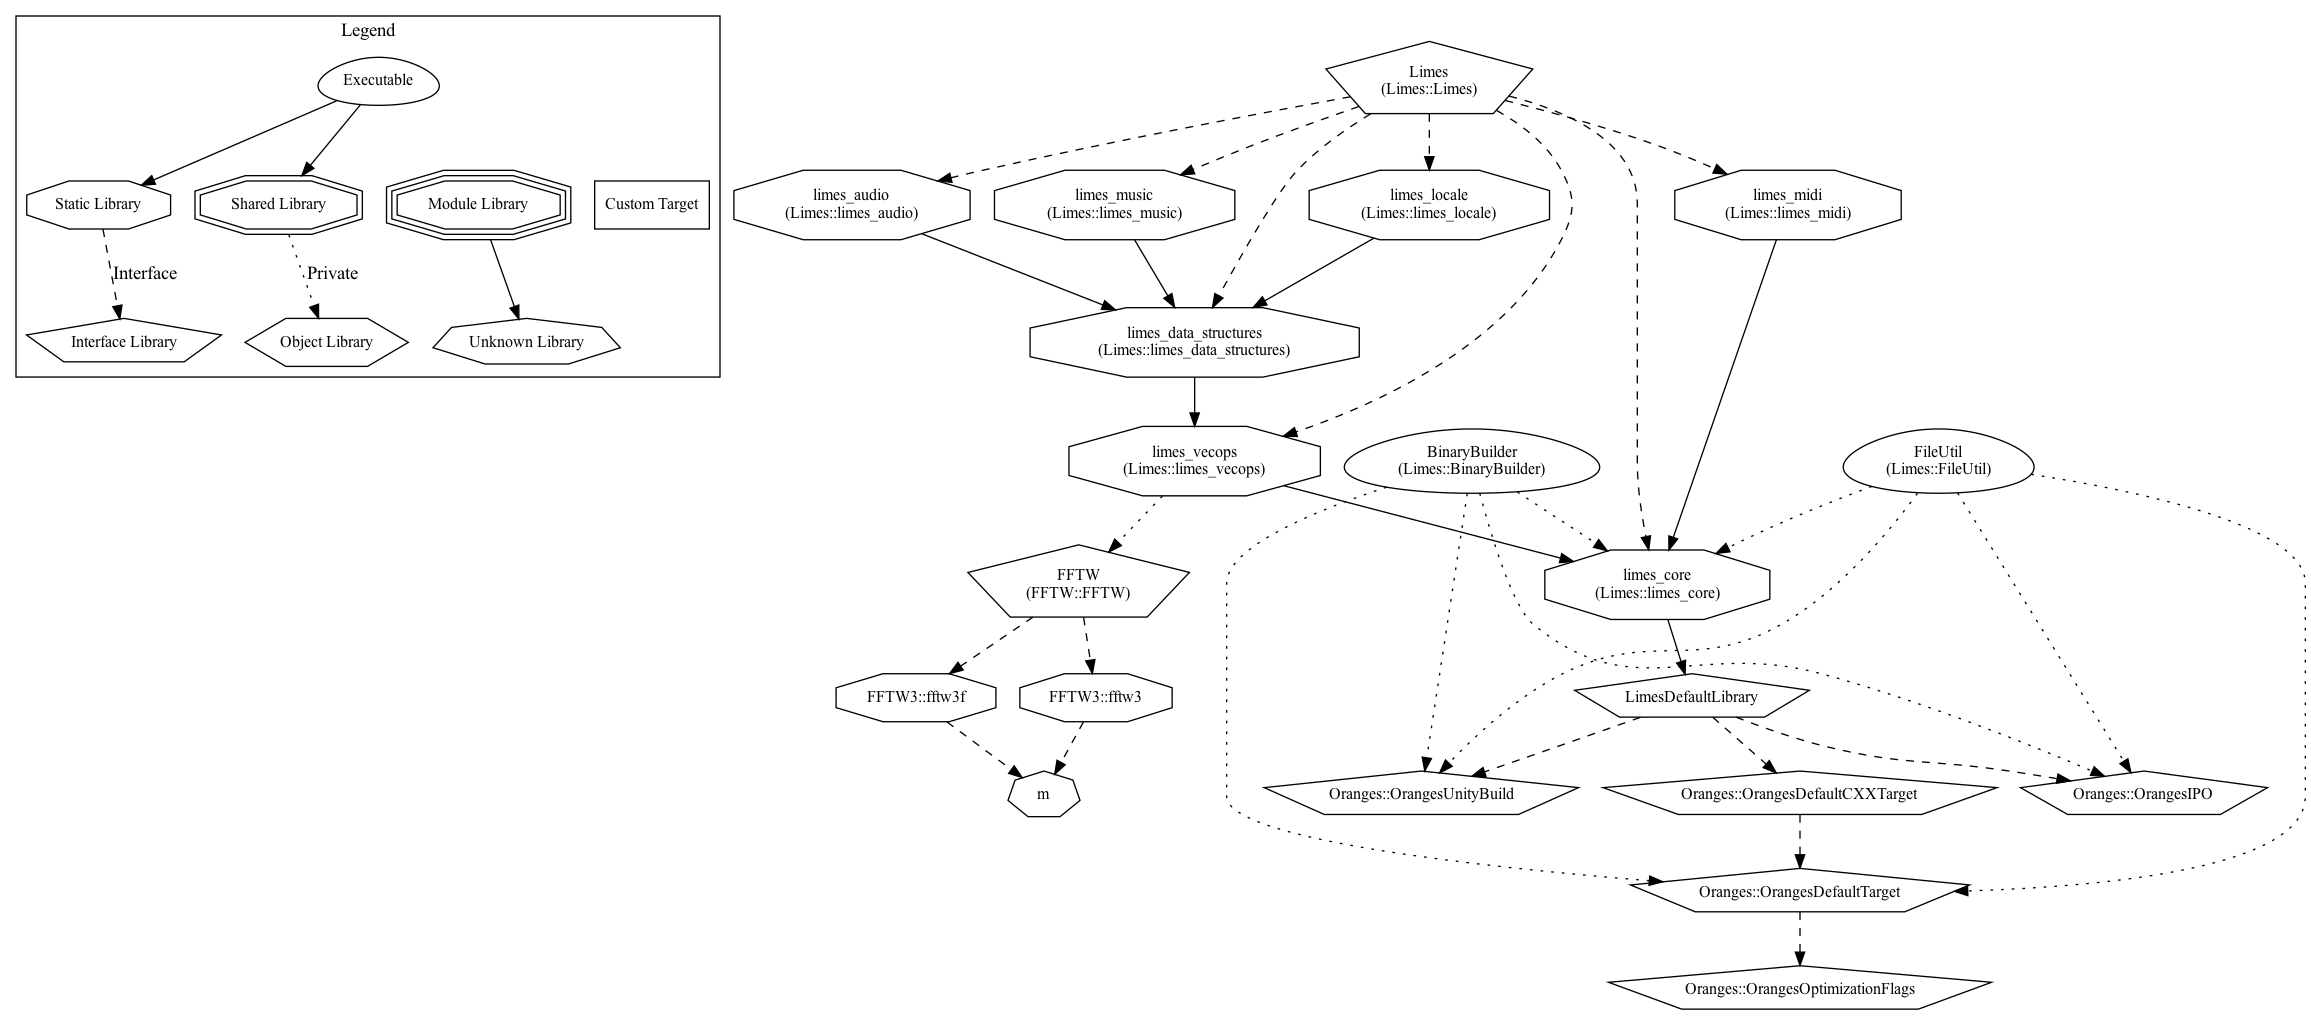 Legend
Executable
Static Library
Shared Library
Module Library
Custom Target
Interface
Private
Interface Library
Object Library
Unknown Library
Limes
(Limes::Limes)
limes_audio
(Limes::limes_audio)
limes_music
(Limes::limes_music)
limes_locale
(Limes::limes_locale)
limes_midi
(Limes::limes_midi)
limes_data_structures
(Limes::limes_data_structures)
limes_vecops
(Limes::limes_vecops)
BinaryBuilder
(Limes::BinaryBuilder)
FileUtil
(Limes::FileUtil)
FFTW
(FFTW::FFTW)
limes_core
(Limes::limes_core)
FFTW3::fftw3f
FFTW3::fftw3
LimesDefaultLibrary
m
Oranges::OrangesUnityBuild
Oranges::OrangesDefaultCXXTarget
Oranges::OrangesIPO
Oranges::OrangesDefaultTarget
Oranges::OrangesOptimizationFlags